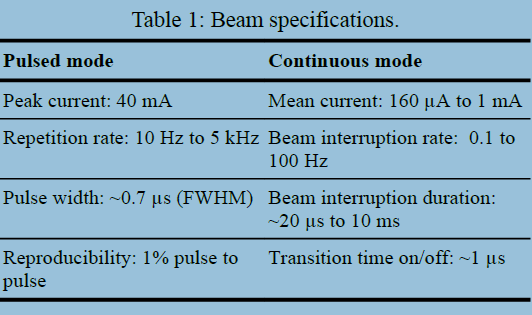 Table 1: Beam specifications.
Pulsed mode Continuous mode
Peak current: 40 mA Mean current: 160 µA to 1 mA
Repetition rate: 10 Hz to 5 kHz Beam interruption rate: 0.1 to
100 Hz
Pulse width: ~0.7 µs (FWHM) Beam interruption duration:
~20 µs to 10 ms
Reproducibility: 1% pulse to Transition time on/off: ~1 µs
pulse